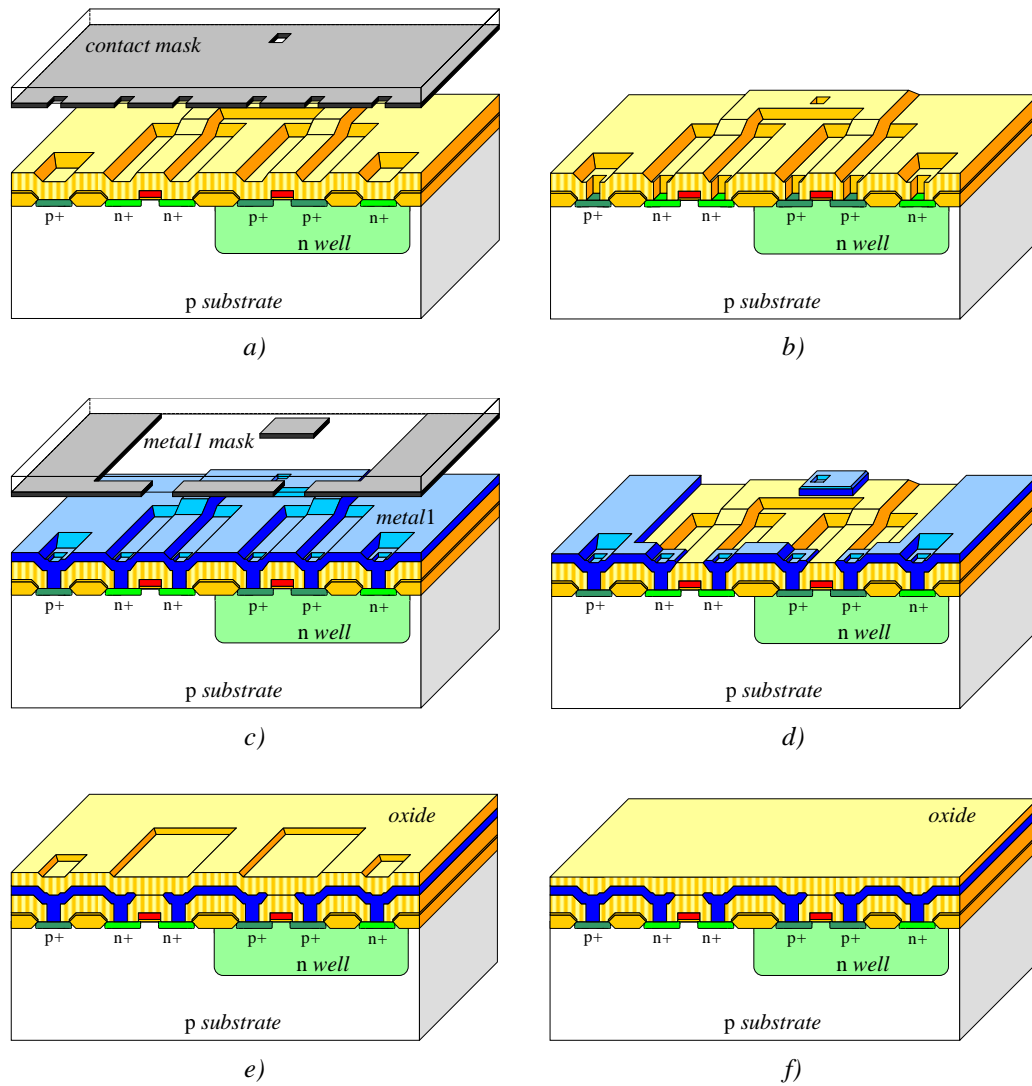 contact mask
p+ n+ n+ p+ p+ n+
n well
p substrate
a)
p+ n+ n+ p+ p+ n+
n well
p substrate
b)
metal1 mask
metal1
p+ n+ n+ p+ p+ n+
n well
p substrate
c)
p+ n+ n+ p+ p+ n+
n well
p substrate
d)
oxide
p+ n+ n+ p+ p+ n+
n well
p substrate
e)
oxide
p+ n+ n+ p+ p+ n+
n well
p substrate
f)